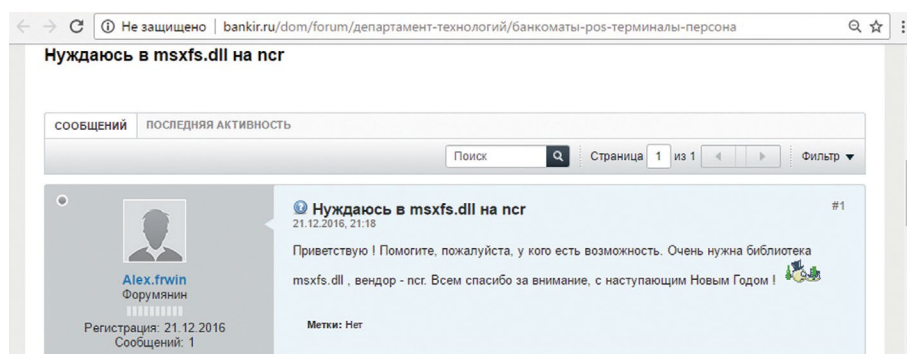 Не защищено | bankir.ru/dom/forum/департамент-технологий/банкоматы-pos-терминалы-персона
Нуждаюсь в msxfs.dll на ncr
СООБЩЕНИЙ ПОСЛЕДНЯЯ АКТИВНОСТЬ
Поиск Страница 1 из 1 Фильтр
Нуждаюсь в msxfs.dll на ncr #1
21.12.2016, 21:18
Приветствую ! Помогите, пожалуйста, у кого есть возможность. Очень нужна библиотека
msxfs.dll , вендор - ncr. Всем спасибо за внимание, с наступающим Новым Годом !
Alex.frwin
Форумянин
Регистрация: 21.12.2016
Сообщений: 1
Метки: Нет